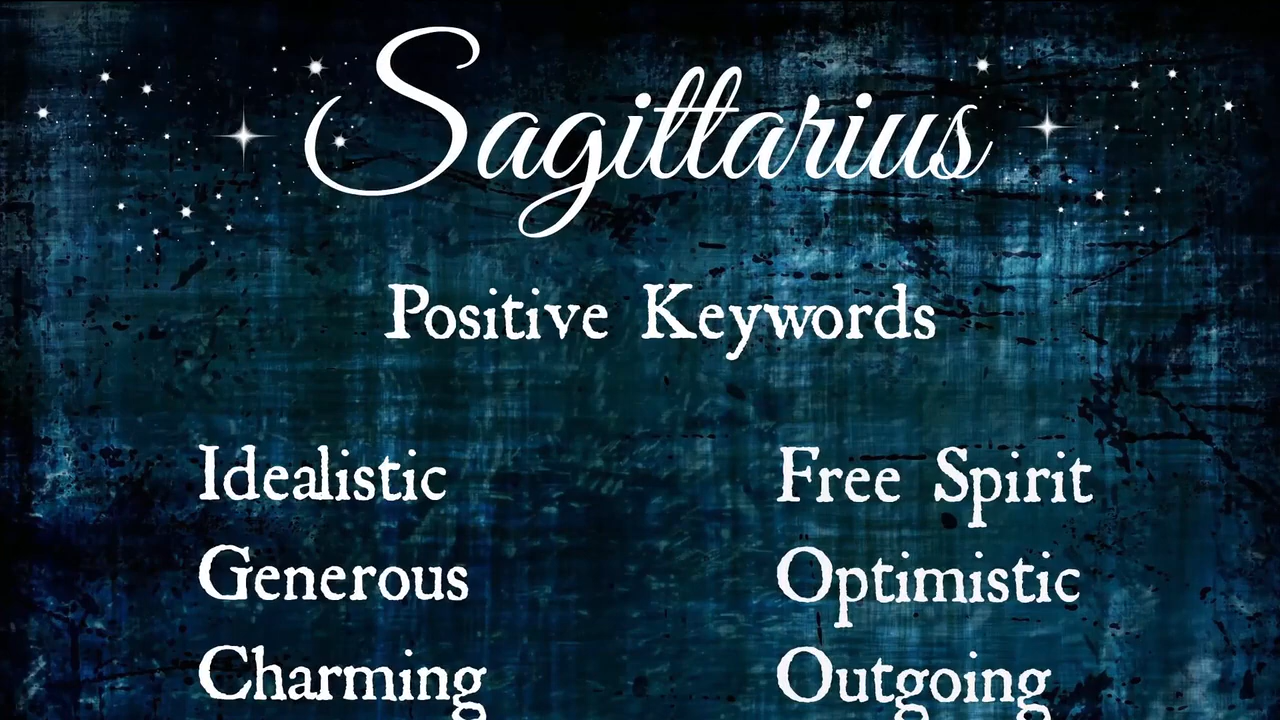 Sagittarius
Positive Keywords
Idealistic
Free Spirit
Generous
Optimistic
Charming
Outgoing